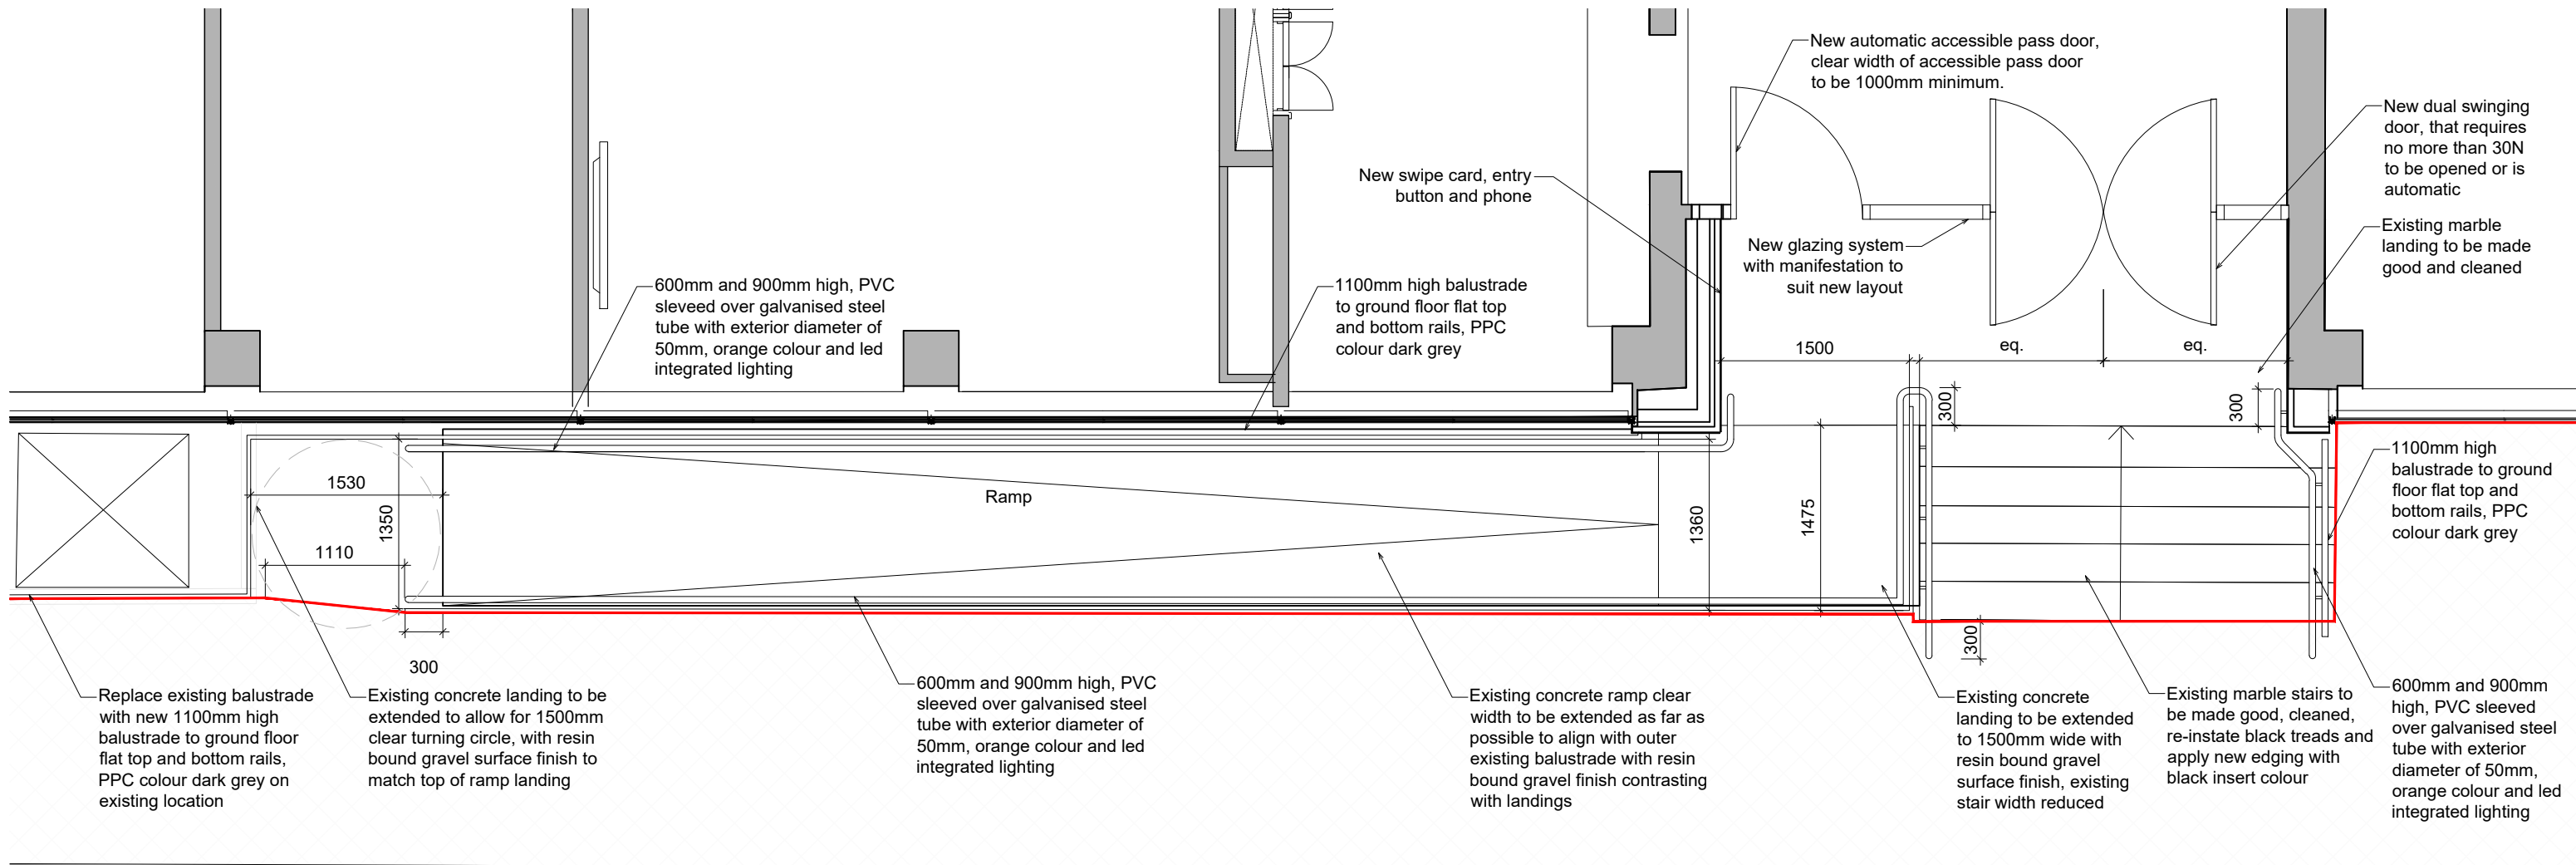 New automatic accessible pass door,
clear width of accessible pass door
to be 1000mm minimum.
New dual swinging
door, that requires
no more than 30N
to be opened or is
automatic
New swipe card, entry
button and phone
Existing marble
landing to be made
good and cleaned
New glazing system
with manifestation to
suit new layout
600mm and 900mm high, PVC
sleveed over galvanised steel
tube with exterior diameter of
50mm, orange colour and led
integrated lighting
1100mm high balustrade
to ground floor flat top
and bottom rails, PPC
colour dark grey
1500
eq.
eq.
300
300
1530
1350
1110
Ramp
1360
1475
1100mm high
balustrade to ground
floor flat top and
bottom rails, PPC
colour dark grey
300
300
Replace existing balustrade
with new 1100mm high
balustrade to ground floor
flat top and bottom rails,
PPC colour dark grey on
existing location
Existing concrete landing to be
extended to allow for 1500mm
clear turning circle, with resin
bound gravel surface finish to
match top of ramp landing
600mm and 900mm high, PVC
sleeved over galvanised steel
tube with exterior diameter of
50mm, orange colour and led
integrated lighting
Existing concrete ramp clear
width to be extended as far as
possible to align with outer
existing balustrade with resin
bound gravel finish contrasting
with landings
Existing concrete
landing to be extended
to 1500mm wide with
resin bound gravel
surface finish, existing
stair width reduced
Existing marble stairs to
be made good, cleaned,
re-instate black treads and
apply new edging with
black insert colour
600mm and 900mm
high, PVC sleeved
over galvanised steel
tube with exterior
diameter of 50mm,
orange colour and led
integrated lighting